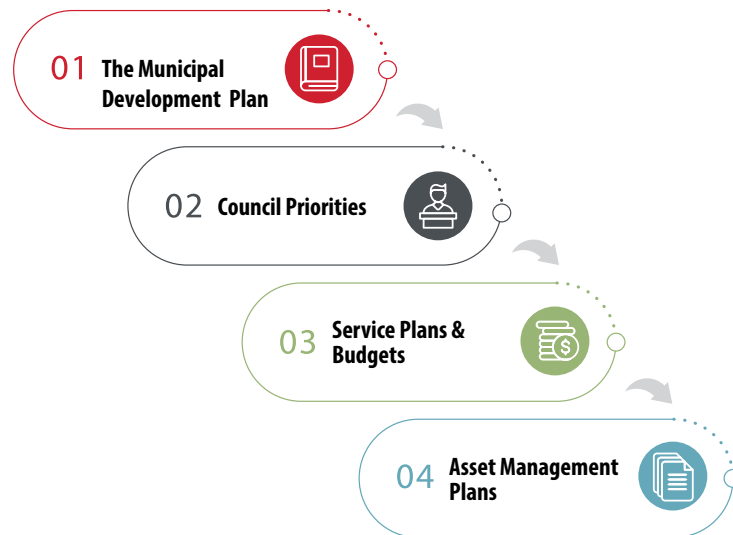 01 The Municipal
Development Plan
02 Council Priorities
03 Service Plans &
Budgets
$
04 Asset Management
Plans